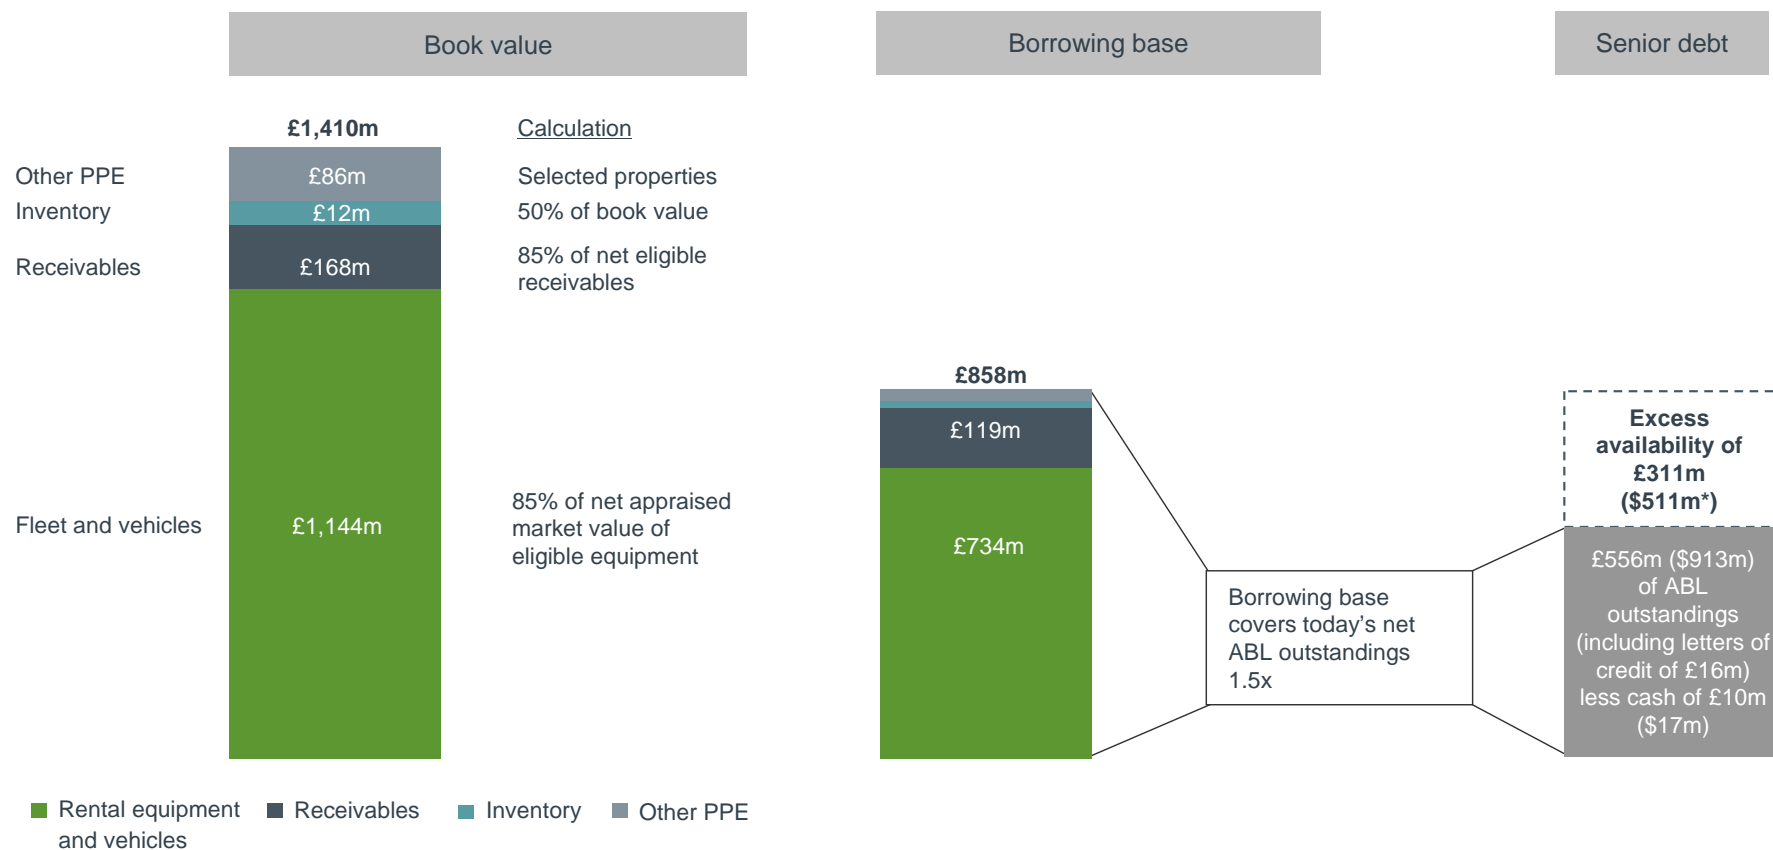 Book value
Borrowing base
Senior debt
£1,410m
Calculation
Other PPE
£86m
Selected properties
Inventory
£12m
50% of book value
Receivables
£168m
85% of net eligible
receivables
Fleet and vehicles
£1,144m
85% of net appraised
market value of
eligible equipment
£858m
£119m
£734m
Borrowing base
covers today’s net
ABL outstandings
1.5x
Excess
availability of
£311m
($511m*)
£556m ($913m)
of ABL
outstandings
(including letters of
credit of £16m)
less cash of £10m
($17m)
Rental equipment
and vehicles
Receivables
Inventory
Other PPE